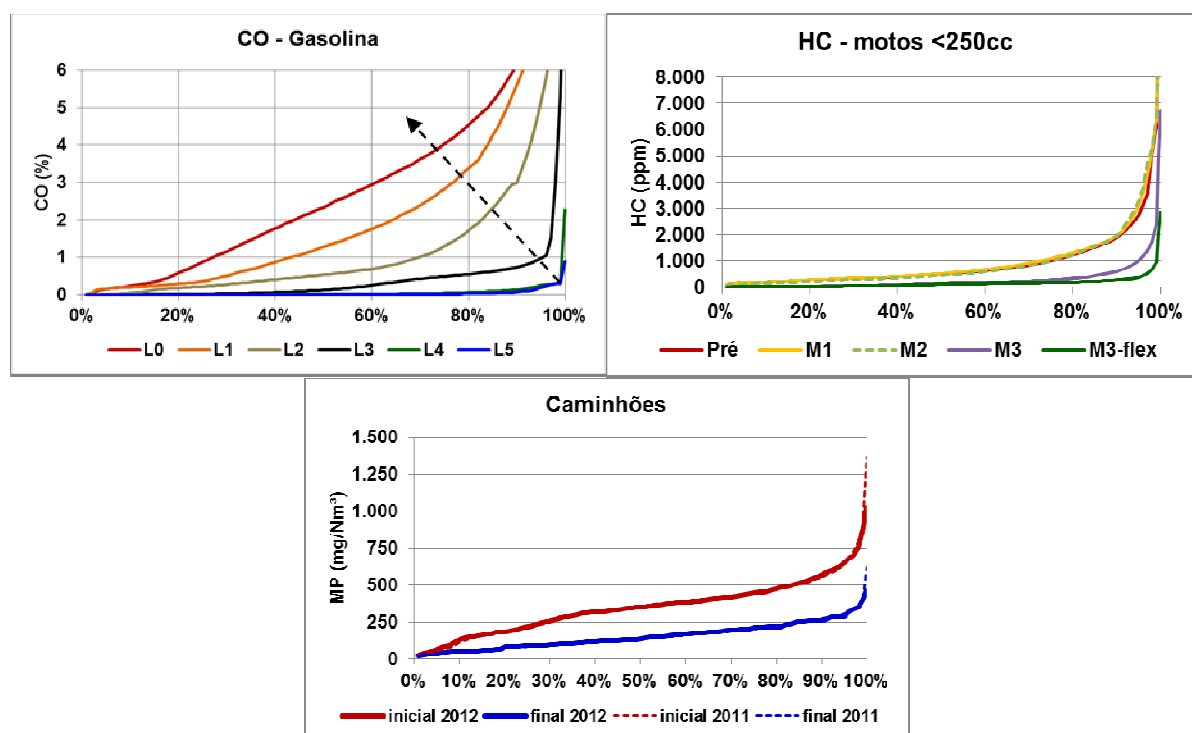 CO - Gasolina
6
5
4
3
2
1
0
CO (%)
0% 20% 40% 60% 80% 100%
L0 L1 L2 L3 L4 L5
HC - motos <250cc
8.000
7.000
6.000
5.000
4.000
3.000
2.000
1.000
0
HC (ppm)
0% 20% 40% 60% 80% 100%
Pré M1 M2 M3 M3-flex
Caminhões
1.500
1.250
1.000
750
500
250
0
MP (mg/Nm³)
0% 10% 20% 30% 40% 50% 60% 70% 80% 90% 100%
inicial 2012 final 2012 inicial 2011 final 2011